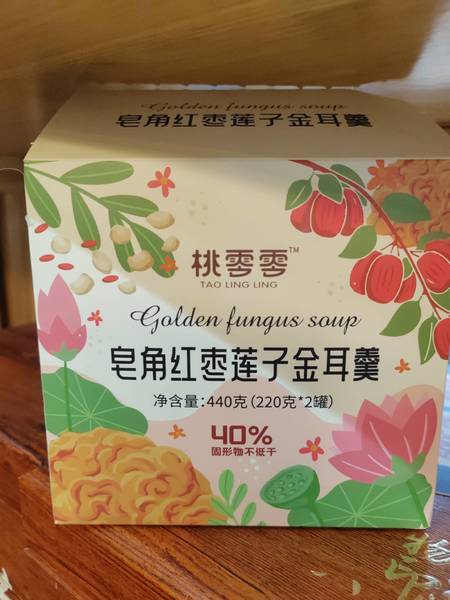 Golden fungus soup
皂角红枣莲子金耳羹
桃零零™
TAO LING LING
Golden fungus soup
皂角红枣莲子金耳羹
净含量:440克(220克*2罐)
40%
固形物不低于